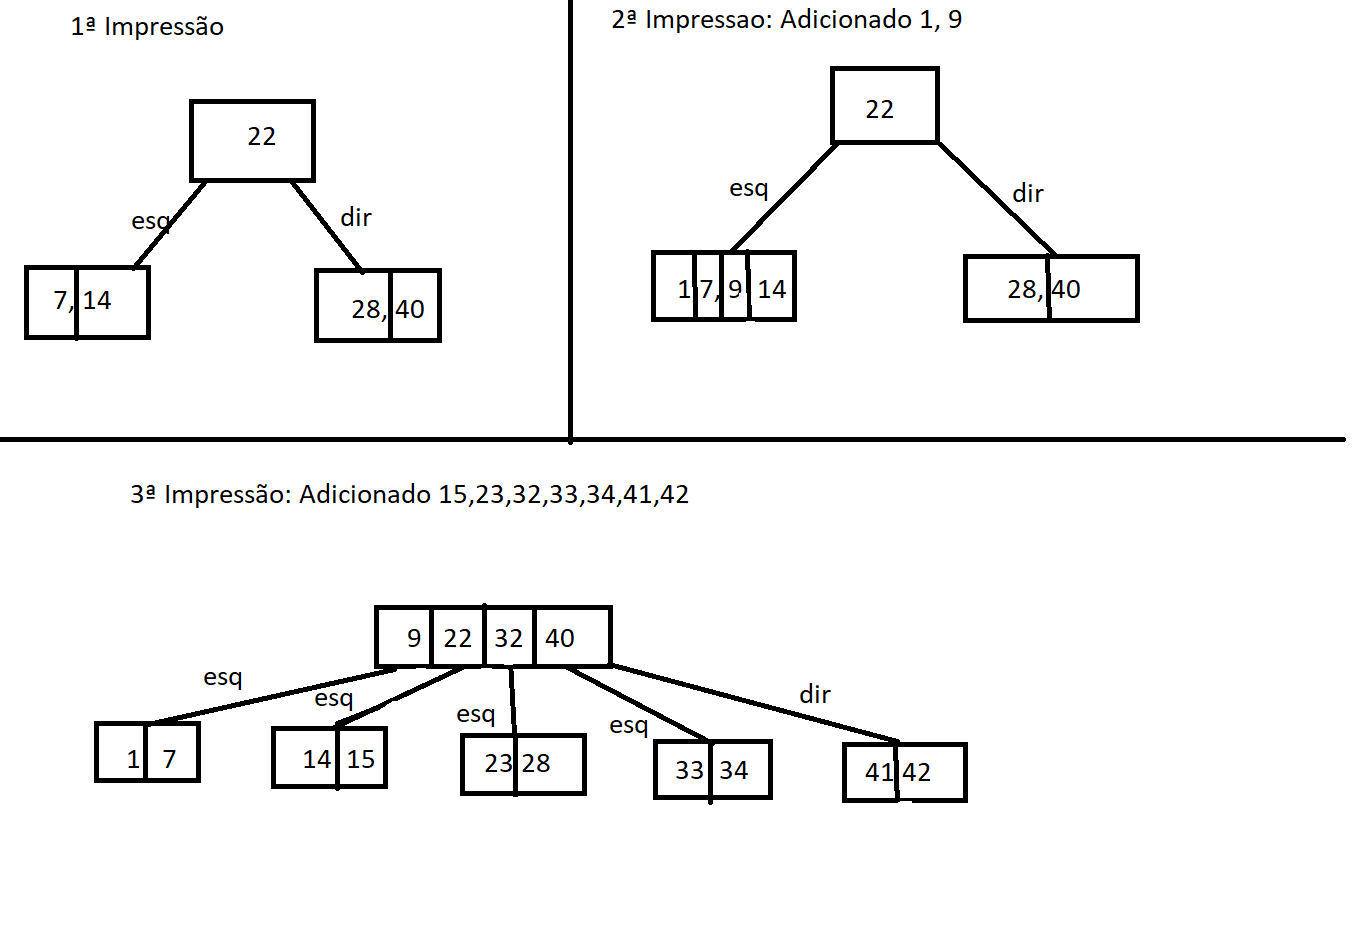 1ª Impressão
22
esq
dir
7, 14
28, 40
2ª Impressao: Adicionado 1, 9
22
esq
dir
1 7, 9 14
28, 40
3ª Impressão: Adicionado 15,23,32,33,34,41,42
9 22 32 40
esq
esq
esq
esq
dir
1 7
14 15
23 28
33 34
41 42